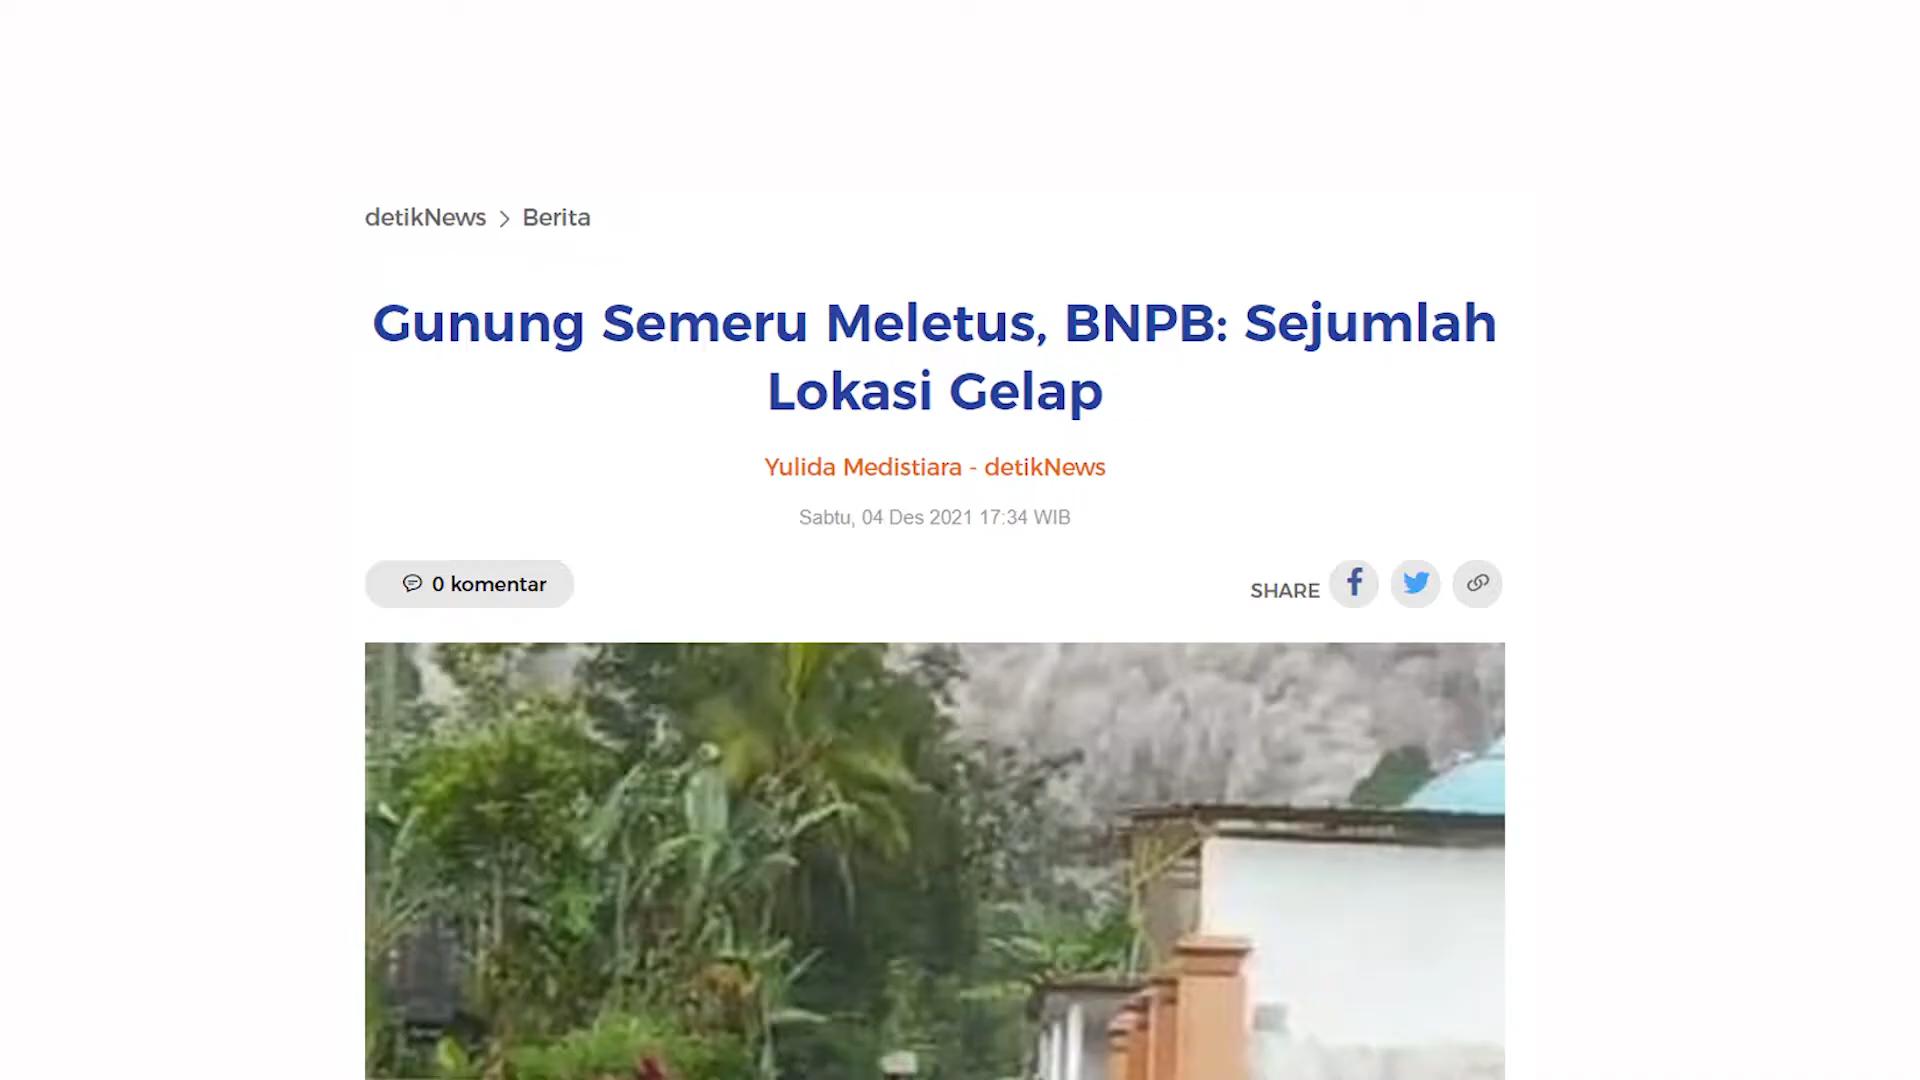 detikNews > Berita
Gunung Semeru Meletus, BNPB: Sejumlah
Lokasi Gelap
Yulida Medistiara - detikNews
Sabtu, 04 Des 2021 17:34 WIB
0 komentar
SHARE